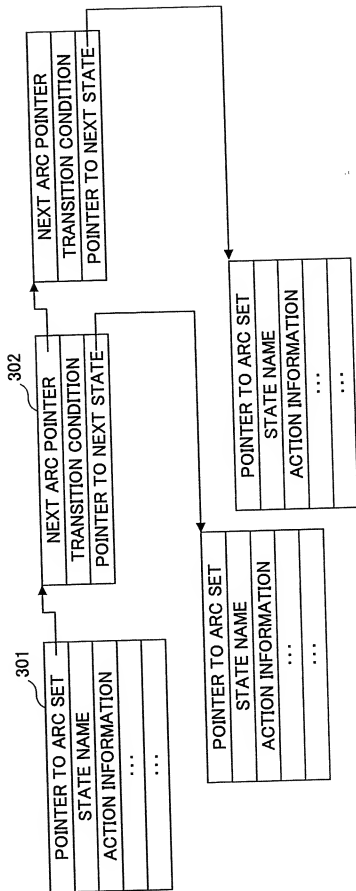 301
POINTER TO ARC SET
STATE NAME
ACTION INFORMATION
...
...
302
NEXT ARC POINTER
TRANSITION CONDITION
POINTER TO NEXT STATE
NEXT ARC POINTER
TRANSITION CONDITION
POINTER TO NEXT STATE
POINTER TO ARC SET
STATE NAME
ACTION INFORMATION
...
...
POINTER TO ARC SET
STATE NAME
ACTION INFORMATION
...
...